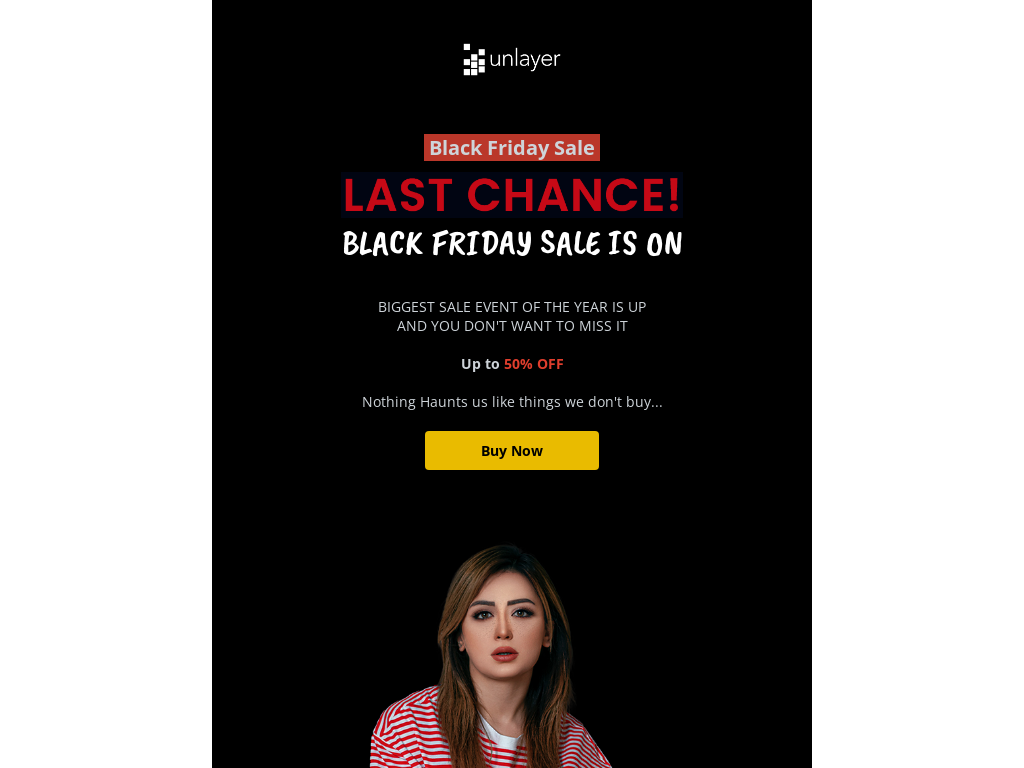 unlayer
Black Friday Sale
LAST CHANCE!
BLACK FRIDAY SALE IS ON
BIGGEST SALE EVENT OF THE YEAR IS UP
AND YOU DON'T WANT TO MISS IT
Up to 50% OFF
Nothing Haunts us like things we don't buy...
Buy Now